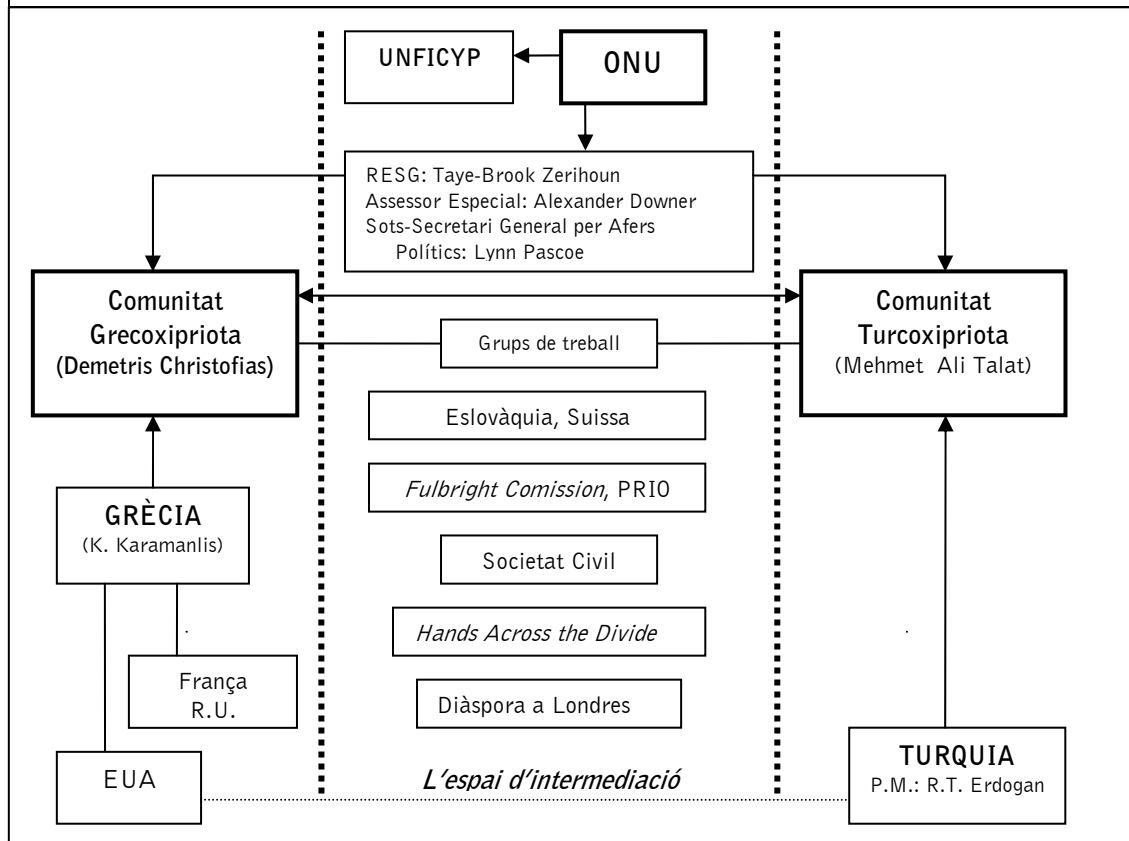 UNFICYP
ONU
RESG: Taye-Brook Zerihoun
Assessor Especial: Alexander Downer
Sots-Secretari General per Afers
Polítics: Lynn Pascoe
Comunitat
Grecoxipriota
(Demetris Christofias)
Comunitat
Turcoxipriota
(Mehmet Ali Talat)
Grups de treball
Eslovàquia, Suissa
Fulbright Comission, PRIO
GRÈCIA
(K. Karamanlis)
Societat Civil
Hands Across the Divide
França
R.U.
Diàspora a Londres
EUA
L'espai d'intermediació
TURQUIA
P.M.: R.T. Erdogan